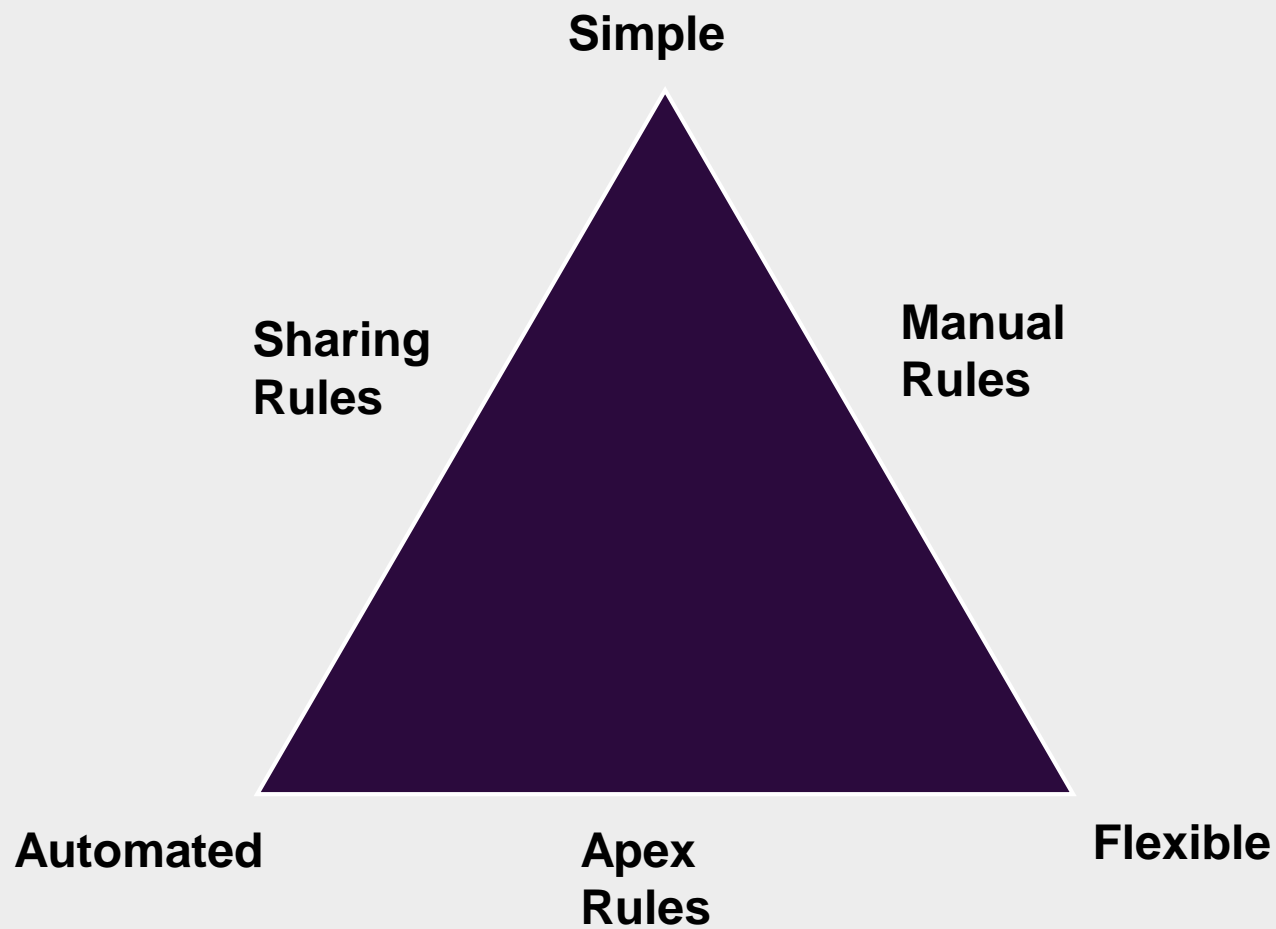 Simple
Sharing
Rules
Manual
Rules
Automated
Apex
Rules
Flexible